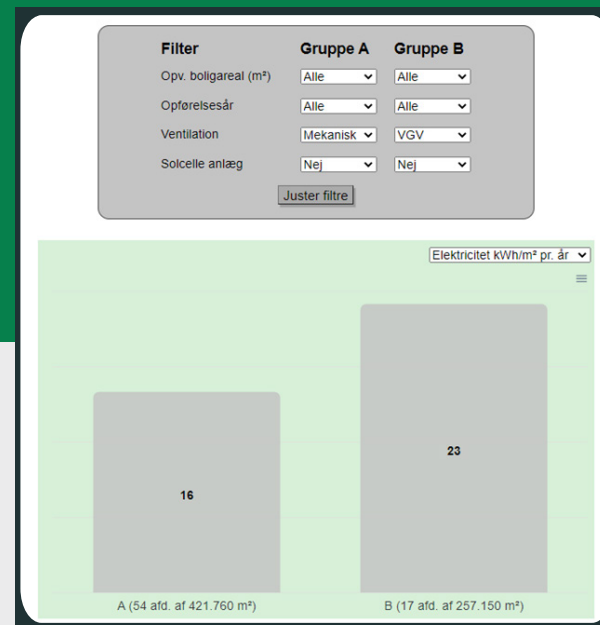 Filter Gruppe A Gruppe B
Opv. boligareal (m²) Alle Alle
Opførelsesår Alle Alle
Ventilation Mekanisk VGV
Solcelle anlæg Nej Nej
Juster filtre
Elektricitet kWh/m² pr. år
16
23
A (54 afd. af 421.760 m²) B (17 afd. af 257.150 m²)